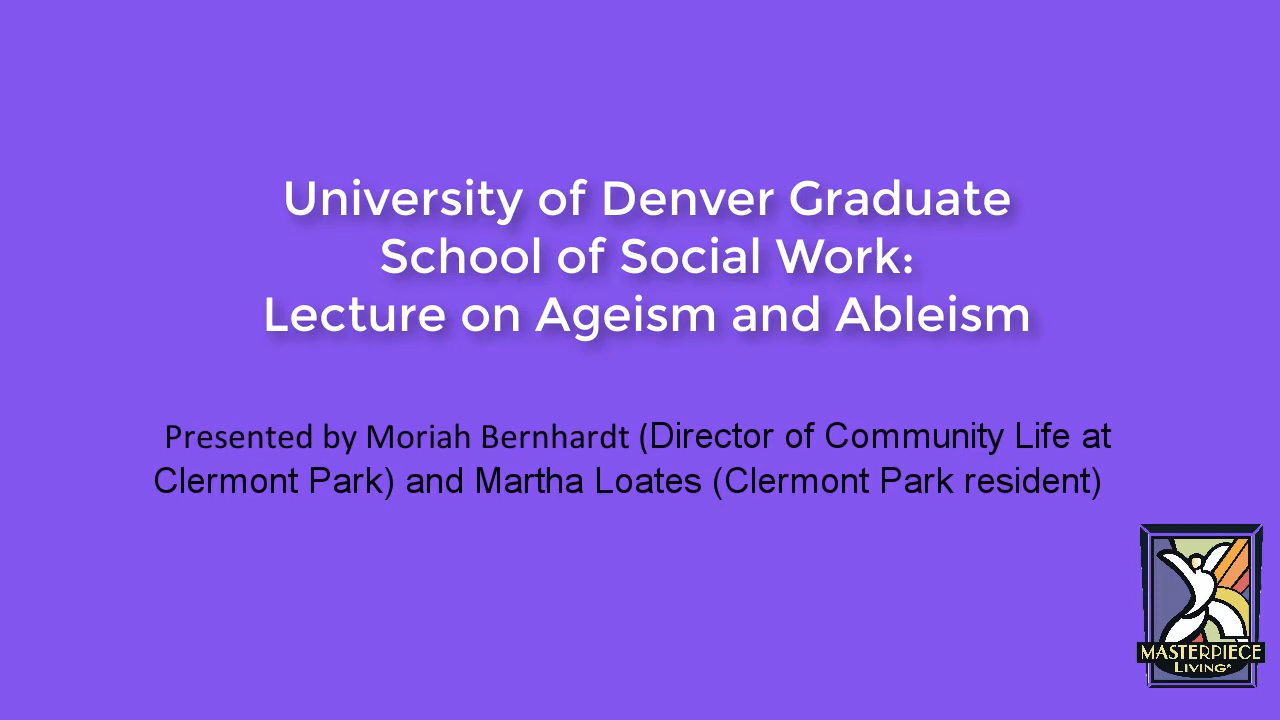 University of Denver Graduate
School of Social Work:
Lecture on Ageism and Ableism
Presented by Moriah Bernhardt (Director of Community Life at
Clermont Park) and Martha Loates (Clermont Park resident)
MASTERPIECE
LIVING®